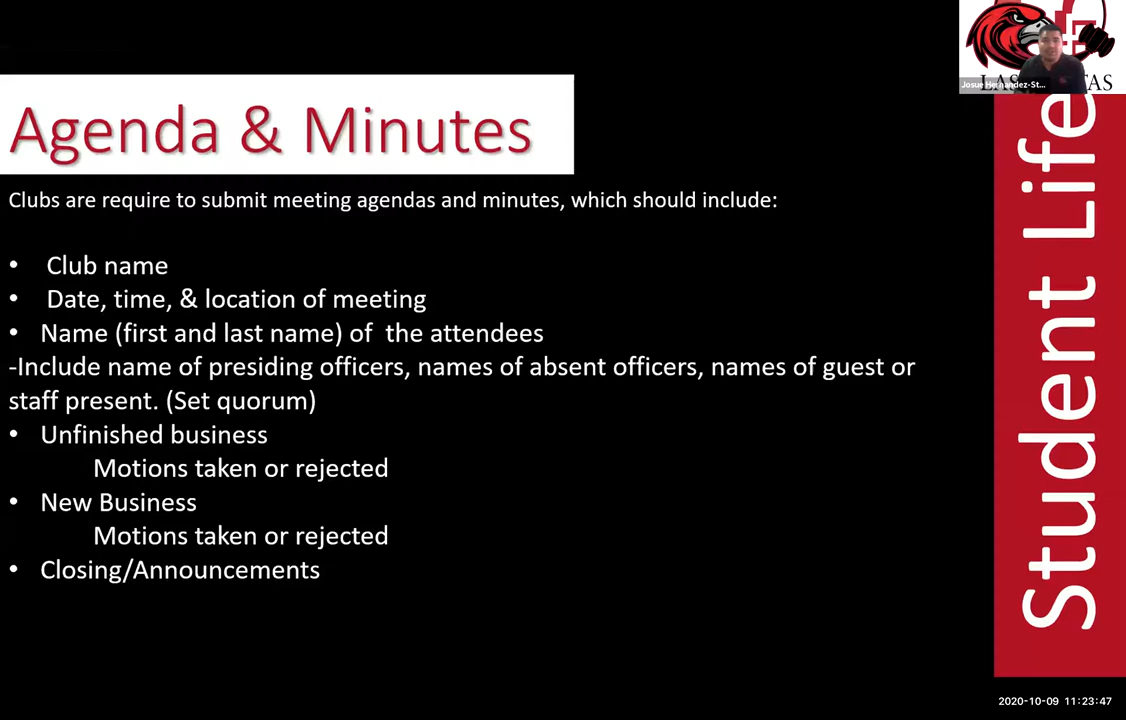 Agenda & Minutes
Clubs are require to submit meeting agendas and minutes, which should include:
• Club name
• Date, time, & location of meeting
• Name (first and last name) of the attendees
-Include name of presiding officers, names of absent officers, names of guest or
staff present. (Set quorum)
• Unfinished business
Motions taken or rejected
• New Business
Motions taken or rejected
• Closing/Announcements
Josue Hernandez-St...
Student Life
2020-10-09 11:23:47